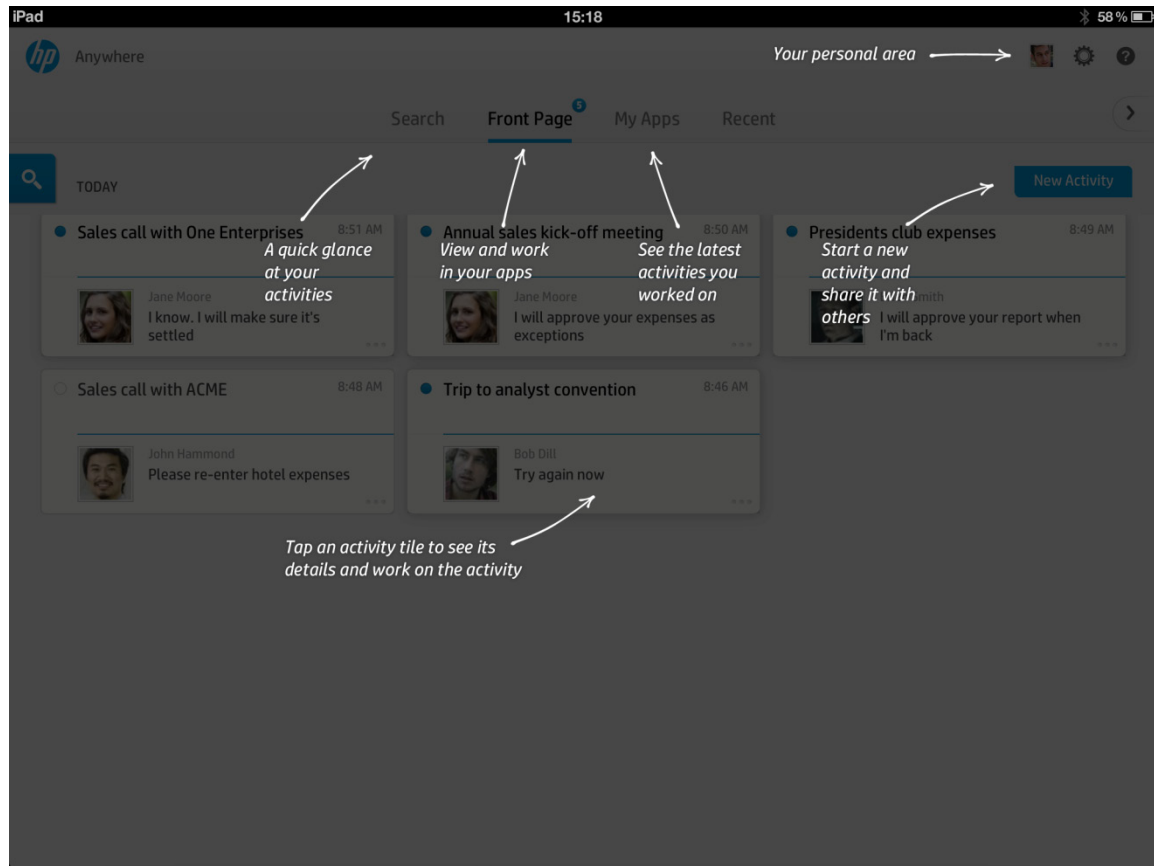 iPad 15:18 58 %
hp Anywhere Your personal area ?
Search Front Page 5 My Apps Recent
TODAY New Activity
Sales call with One Enterprises 8:51 AM
A quick glance
at your
activities
Jane Moore
I know. I will make sure it's
settled
Annual sales kick-off meeting 8:50 AM
View and work
in your apps
See the latest
activities you
worked on
Jane Moore
I will approve your expenses as
exceptions
Presidents club expenses 8:49 AM
Start a new
activity and
share it with
others
Smith
I will approve your report when
I'm back
Sales call with ACME 8:48 AM
John Hammond
Please re-enter hotel expenses
Trip to analyst convention 8:46 AM
Bob Dill
Try again now
Tap an activity tile to see its
details and work on the activity